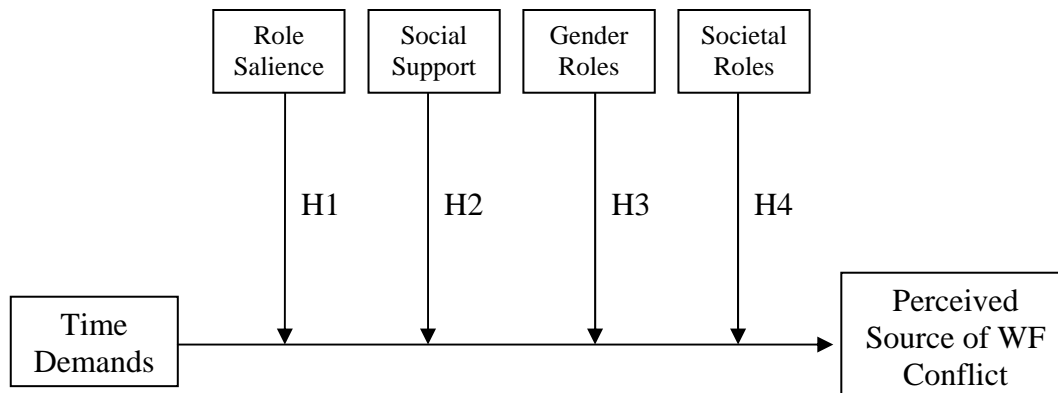 Role
Salience
Social
Support
Gender
Roles
Societal
Roles
H1
H2
H3
H4
Time
Demands
Perceived
Source of WF
Conflict